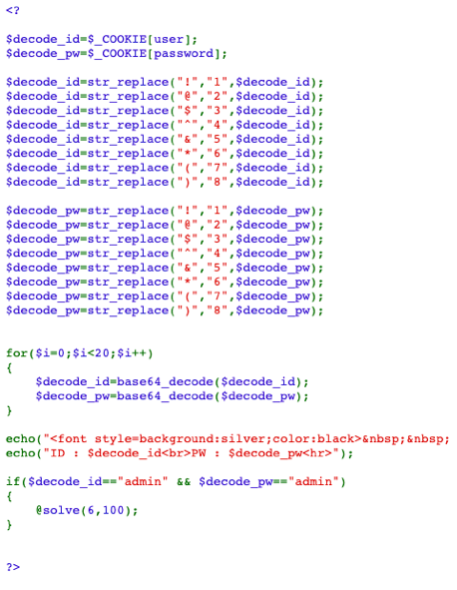 <?
$decode_id=$_COOKIE[user];
$decode_pw=$_COOKIE[password];
$decode_id=str_replace("!","1",$decode_id);
$decode_id=str_replace("@","2",$decode_id);
$decode_id=str_replace("$","3",$decode_id);
$decode_id=str_replace("^","4",$decode_id);
$decode_id=str_replace("&","5",$decode_id);
$decode_id=str_replace("*","6",$decode_id);
$decode_id=str_replace("(","7",$decode_id);
$decode_id=str_replace(")","8",$decode_id);
$decode_pw=str_replace("!","1",$decode_pw);
$decode_pw=str_replace("@","2",$decode_pw);
$decode_pw=str_replace("$","3",$decode_pw);
$decode_pw=str_replace("^","4",$decode_pw);
$decode_pw=str_replace("&","5",$decode_pw);
$decode_pw=str_replace("*","6",$decode_pw);
$decode_pw=str_replace("(","7",$decode_pw);
$decode_pw=str_replace(")","8",$decode_pw);
for($i=0;$i<20;$i++)
{
$decode_id=base64_decode($decode_id);
$decode_pw=base64_decode($decode_pw);
}
echo("<font style=background:silver;color:black>&nbsp;&nbsp;
echo("ID : $decode_id<br>PW : $decode_pw<hr>");
if($decode_id=="admin" && $decode_pw=="admin")
{
@solve(6,100);
}
?>